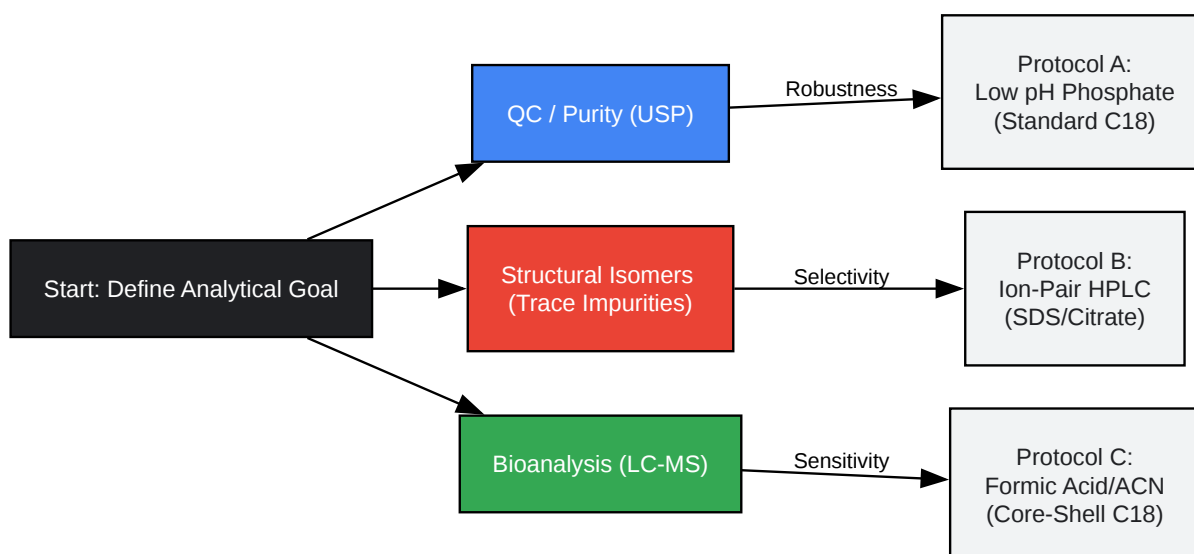 Start: Define Analytical Goal
QC / Purity (USP)
Robustness
Protocol A:
Low pH Phosphate
(Standard C18)
Structural Isomers
(Trace Impurities)
Selectivity
Protocol B:
Ion-Pair HPLC
(SDS/Citrate)
Bioanalysis (LC-MS)
Sensitivity
Protocol C:
Formic Acid/ACN
(Core-Shell C18)